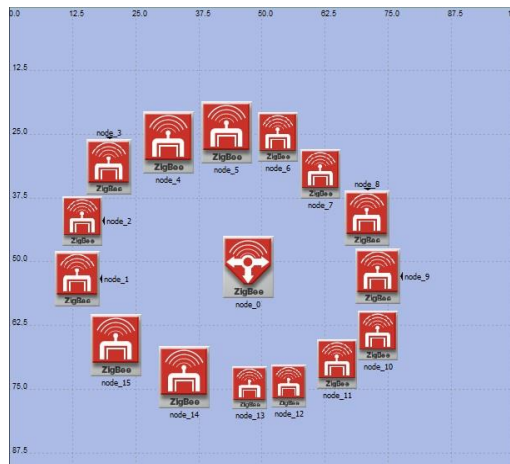 0.0 12.5 25.0 37.5 50.0 62.5 75.0 87.5
12.5
25.0
37.5
50.0
62.5
75.0
87.5
node_3
ZigBee
ZigBee
node_4
ZigBee
node_5
ZigBee
node_6
ZigBee
node_7
node_8
ZigBee
ZigBee
node_2
ZigBee
node_0
ZigBee
node_1
ZigBee
node_9
ZigBee
node_15
ZigBee
node_14
ZigBee
node_13
ZigBee
node_12
ZigBee
node_11
ZigBee
node_10